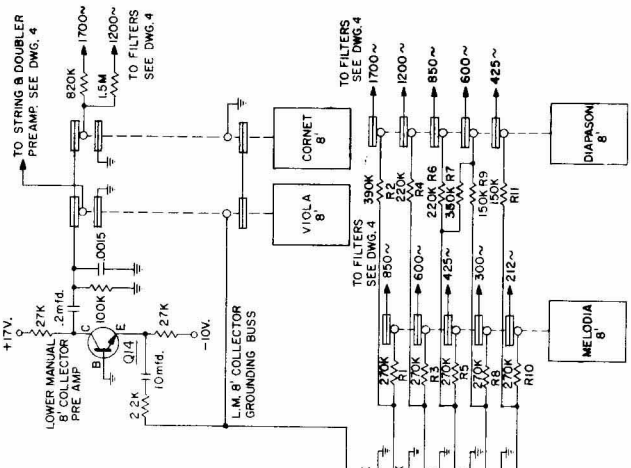 TO STRING & DOUBLER
PREAMP. SEE DWG. 4
1700~
1200~
820K
1.5M
TO FILTERS
SEE DWG. 4
+17V.
27K
.2mfd.
LOWER MANUAL
8' COLLECTOR
PRE AMP
C
B
E
Q14
100K
.0015
10mfd.
2.2K
27K
-10V.
L.M. 8' COLLECTOR
GROUNDING BUSS
VIOLA
8'
CORNET
8'
TO FILTERS
SEE DWG. 4
850~
600~
425~
300~
212~
270K
R1
270K
R3
270K
R5
270K
R8
270K
R10
MELODIA
8'
TO FILTERS
SEE DWG. 4
1700~
1200~
850~
600~
425~
390K
R2
220K
R4
220K R6
R7
150K R9
150K
R11
DIAPASON
8'